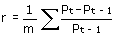 r = 1/m ∑ (Pt - Pt - 1)/(Pt - 1)